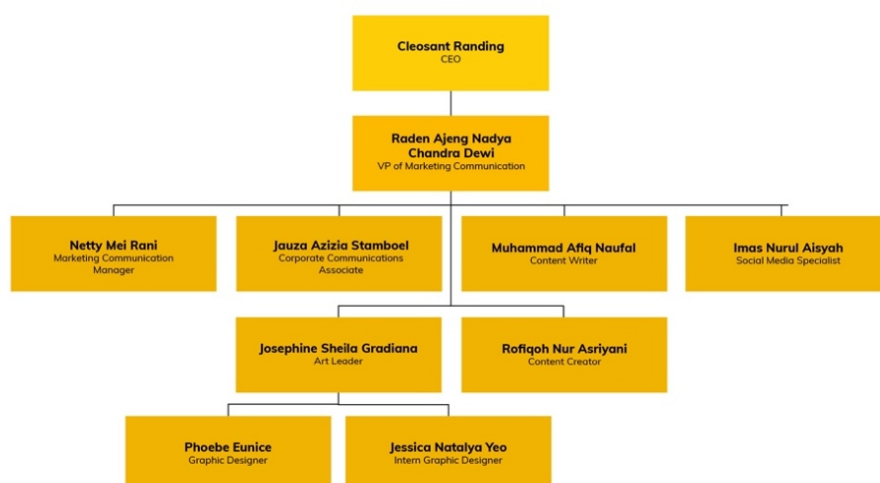 Cleosant Randing
CEO
Raden Ajeng Nadya
Chandra Dewi
VP of Marketing Communication
Netty Mei Rani
Marketing Communication
Manager
Jauza Azizia Stamboel
Corporate Communications
Associate
Muhammad Afiq Naufal
Content Writer
Imas Nurul Aisyah
Social Media Specialist
Josephine Sheila Gradiana
Art Leader
Rofiqoh Nur Asriyani
Content Creator
Phoebe Eunice
Graphic Designer
Jessica Natalya Yeo
Intern Graphic Designer